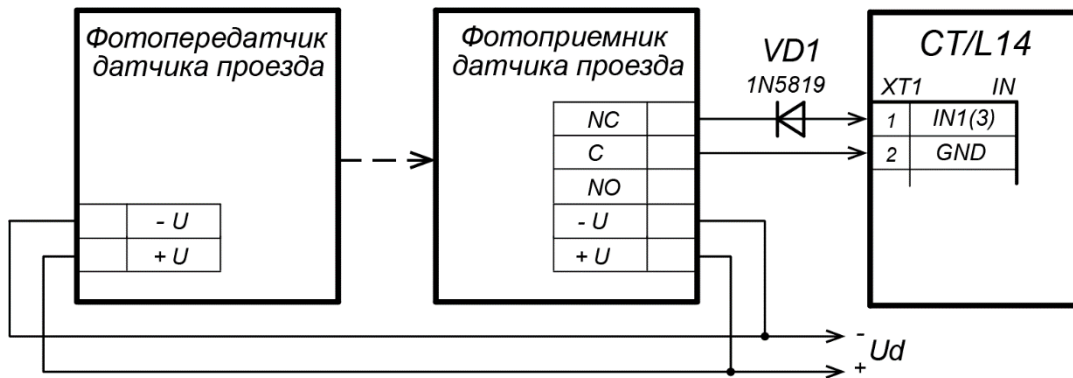 Фотопередатчик
датчика проезда
- U
+ U
Фотоприемник
датчика проезда
NC
C
NO
- U
+ U
VD1
1N5819
CT/L14
XT1 IN
1 IN1(3)
2 GND
-
Ud
+